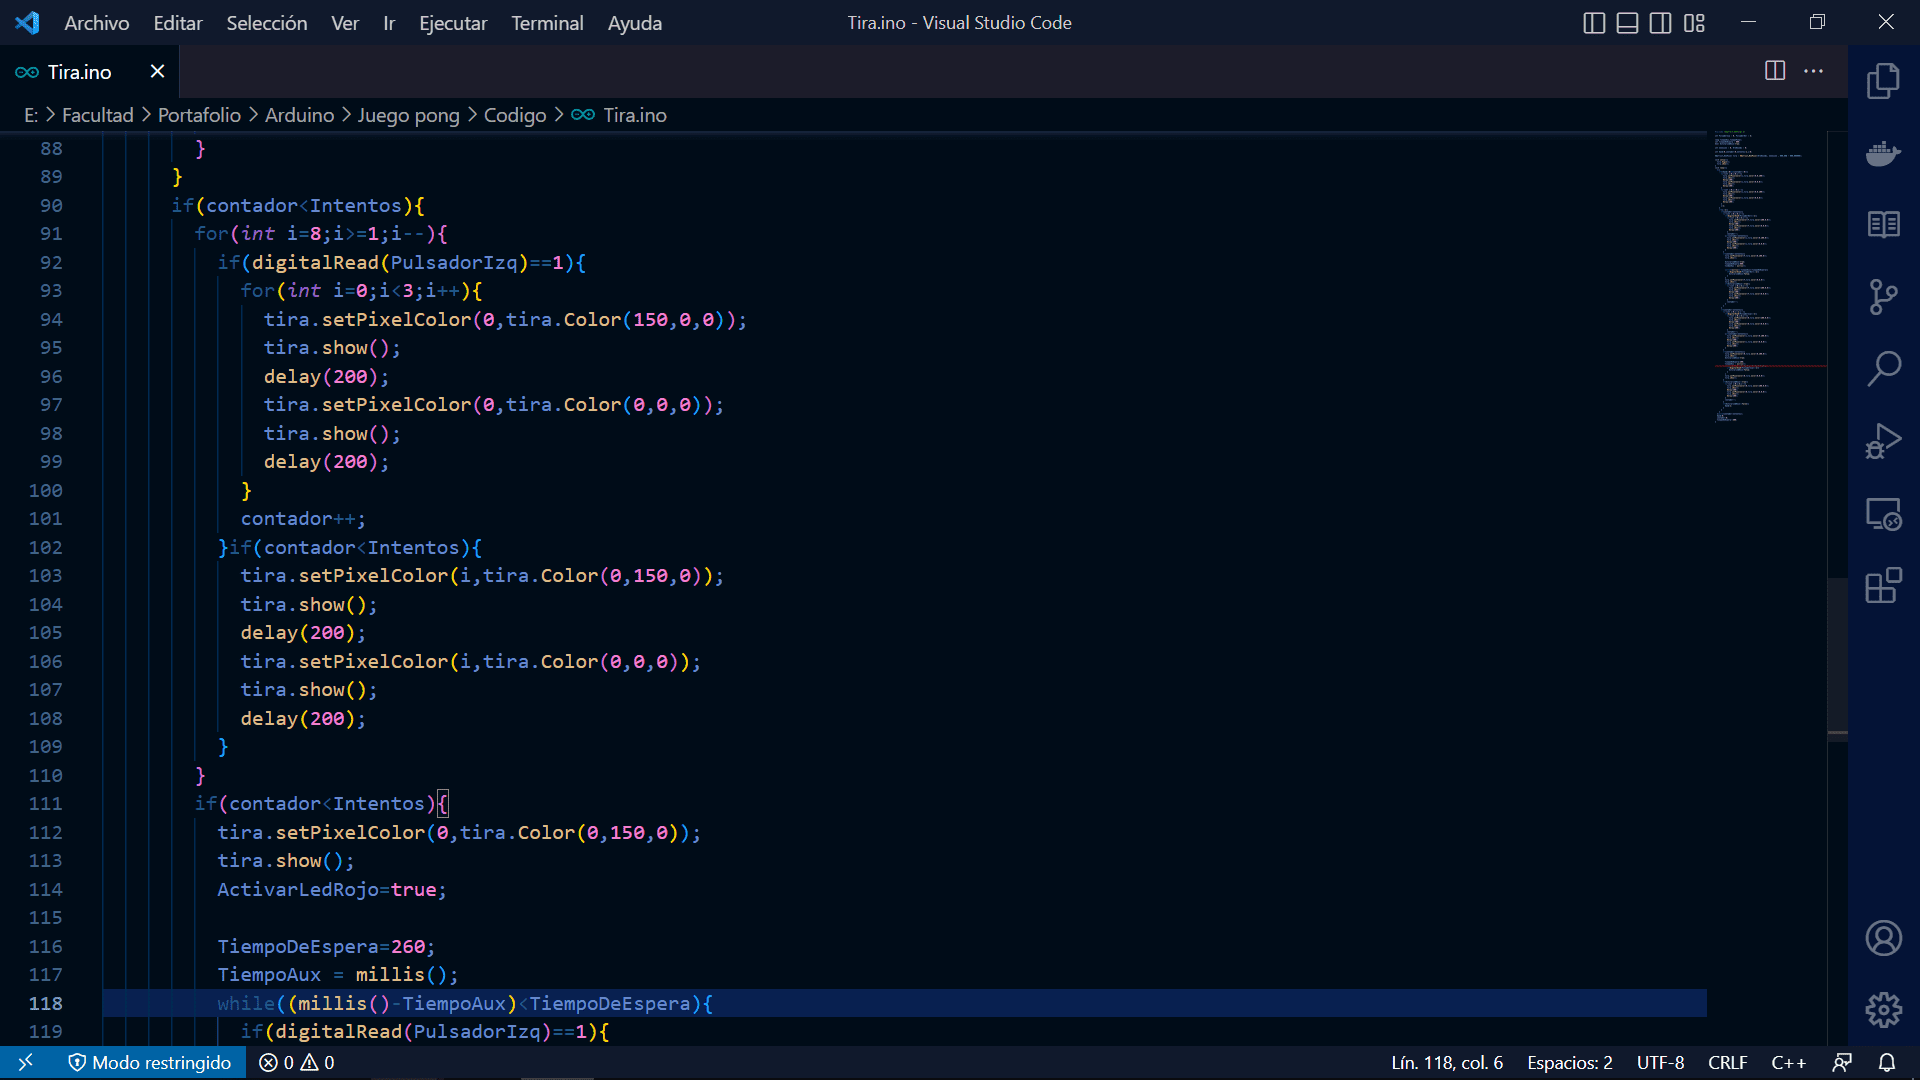 Archivo Editar Selección Ver Ir Ejecutar Terminal Ayuda Tira.ino - Visual Studio Code
Tira.ino
E: > Facultad > Portafolio > Arduino > Juego pong > Codigo > Tira.ino
88 }
89 }
90 if(contador<Intentos){
91 for(int i=8;i>=1;i--){
92 if(digitalRead(PulsadorIzq)==1){
93 for(int i=0;i<3;i++){
94 tira.setPixelColor(0,tira.Color(150,0,0));
95 tira.show();
96 delay(200);
97 tira.setPixelColor(0,tira.Color(0,0,0));
98 tira.show();
99 delay(200);
100 }
101 contador++;
102 }if(contador<Intentos){
103 tira.setPixelColor(i,tira.Color(0,150,0));
104 tira.show();
105 delay(200);
106 tira.setPixelColor(i,tira.Color(0,0,0));
107 tira.show();
108 delay(200);
109 }
110 }
111 if(contador<Intentos){
112 tira.setPixelColor(0,tira.Color(0,150,0));
113 tira.show();
114 ActivarLedRojo=true;
115
116 TiempoDeEspera=260;
117 TiempoAux = millis();
118 while((millis()-TiempoAux)<TiempoDeEspera){
119 if(digitalRead(PulsadorIzq)==1){
Modo restringido 0 0 Lín. 118, col. 6 Espacios: 2 UTF-8 CRLF C++